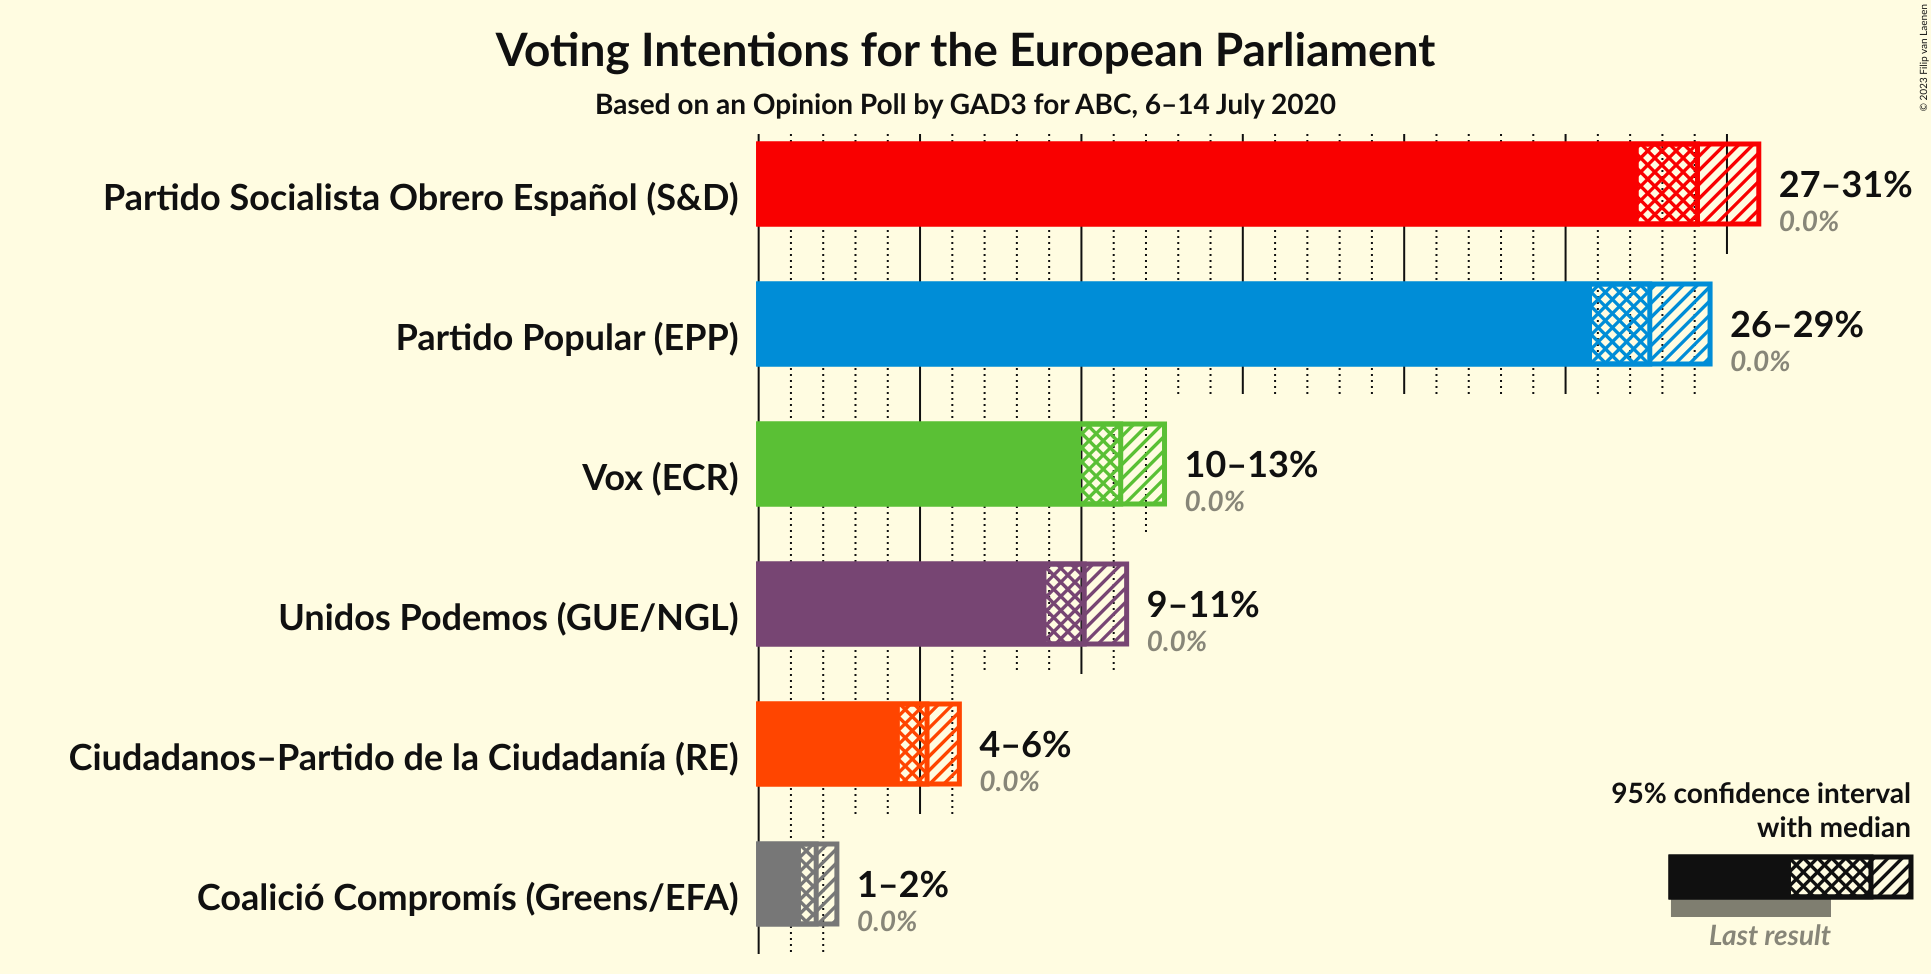 Voting Intentions for the European Parliament
Based on an Opinion Poll by GAD3 for ABC, 6–14 July 2020
© 2023 Filip van Laenen
Partido Socialista Obrero Español (S&D)
27–31%
0.0%
Partido Popular (EPP)
26–29%
0.0%
Vox (ECR)
10–13%
0.0%
Unidos Podemos (GUE/NGL)
9–11%
0.0%
Ciudadanos–Partido de la Ciudadanía (RE)
4–6%
0.0%
Coalició Compromís (Greens/EFA)
1–2%
0.0%
95% confidence interval
with median
Last result